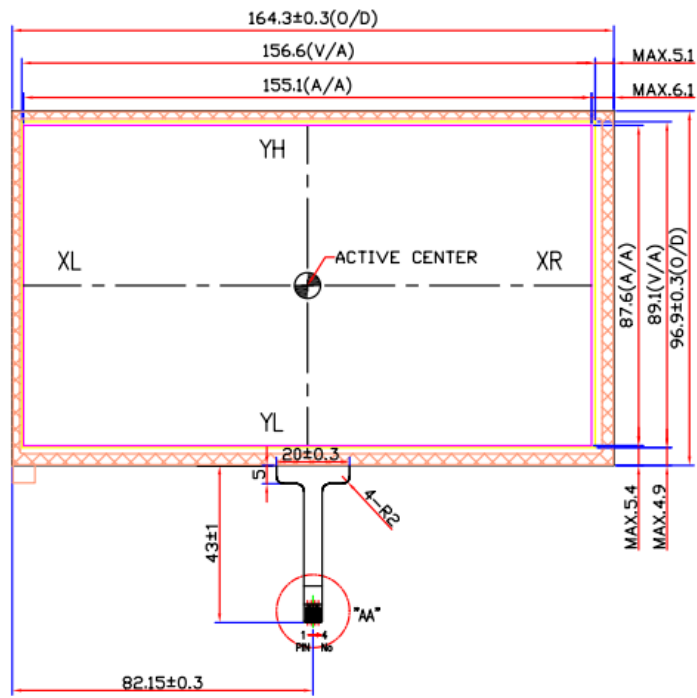 164.3±0.3(O/D)
156.6(V/A)
MAX.5.1
155.1(A/A)
MAX.6.1
YH
XL
ACTIVE CENTER
XR
87.6(A/A)
89.1(V/A)
96.9±0.3(O/D)
YL
20±0.3
5
4-R2
MAX.5.4
MAX.4.9
43±1
"AA"
1 4
PIN No
82.15±0.3